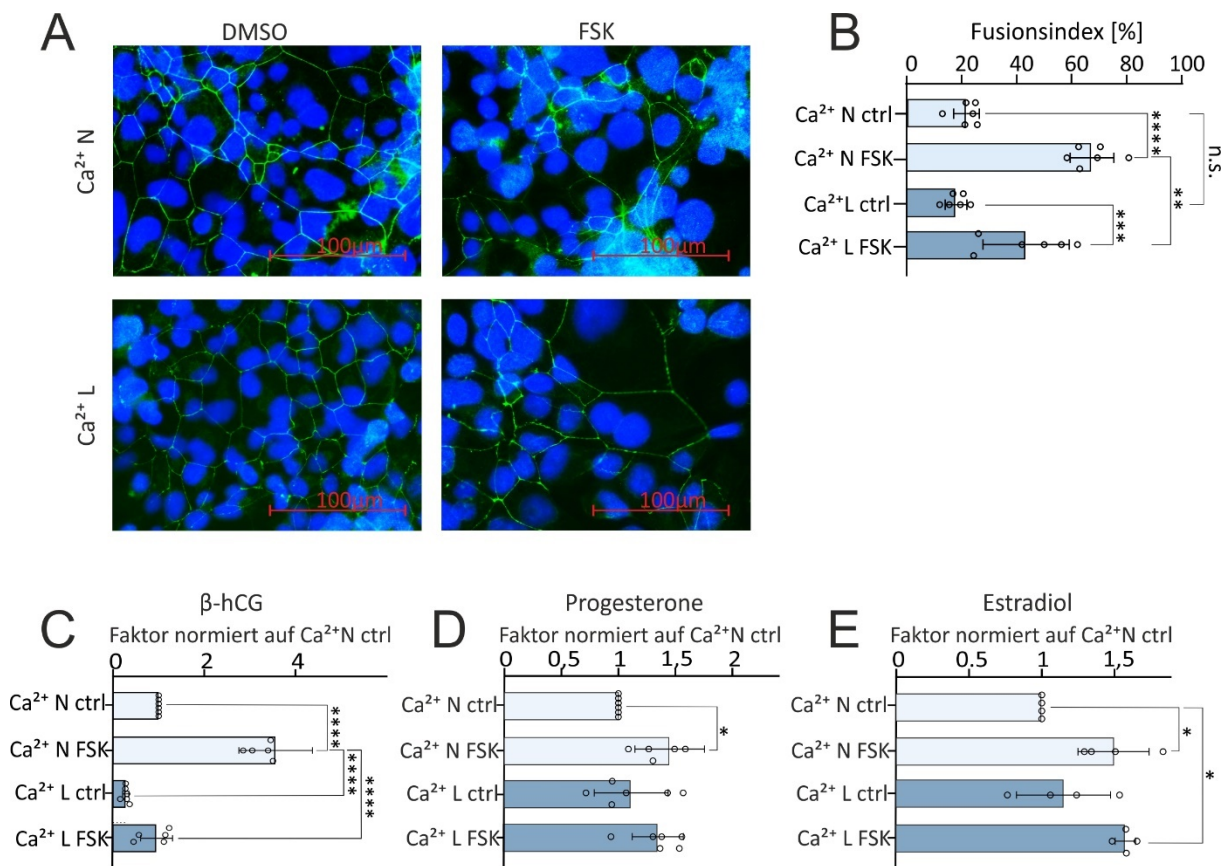 A
DMSO
FSK
Ca²⁺ N
100µm
100µm
Ca²⁺ L
100µm
100µm
B
Fusionsindex [%]
0 20 40 60 80 100
Ca²⁺ N ctrl
Ca²⁺ N FSK
Ca²⁺L ctrl
Ca²⁺ L FSK
****
***
**
n.s.
C
β-hCG
Faktor normiert auf Ca²⁺N ctrl
0 2 4
Ca²⁺ N ctrl
Ca²⁺ N FSK
Ca²⁺ L ctrl
Ca²⁺ L FSK
****
****
****
D
Progesterone
Faktor normiert auf Ca²⁺N ctrl
0 0,5 1 1,5 2
Ca²⁺ N ctrl
Ca²⁺ N FSK
Ca²⁺ L ctrl
Ca²⁺ L FSK
*
E
Estradiol
Faktor normiert auf Ca²⁺N ctrl
0 0.5 1 1,5
Ca²⁺ N ctrl
Ca²⁺ N FSK
Ca²⁺ L ctrl
Ca²⁺ L FSK
*
*